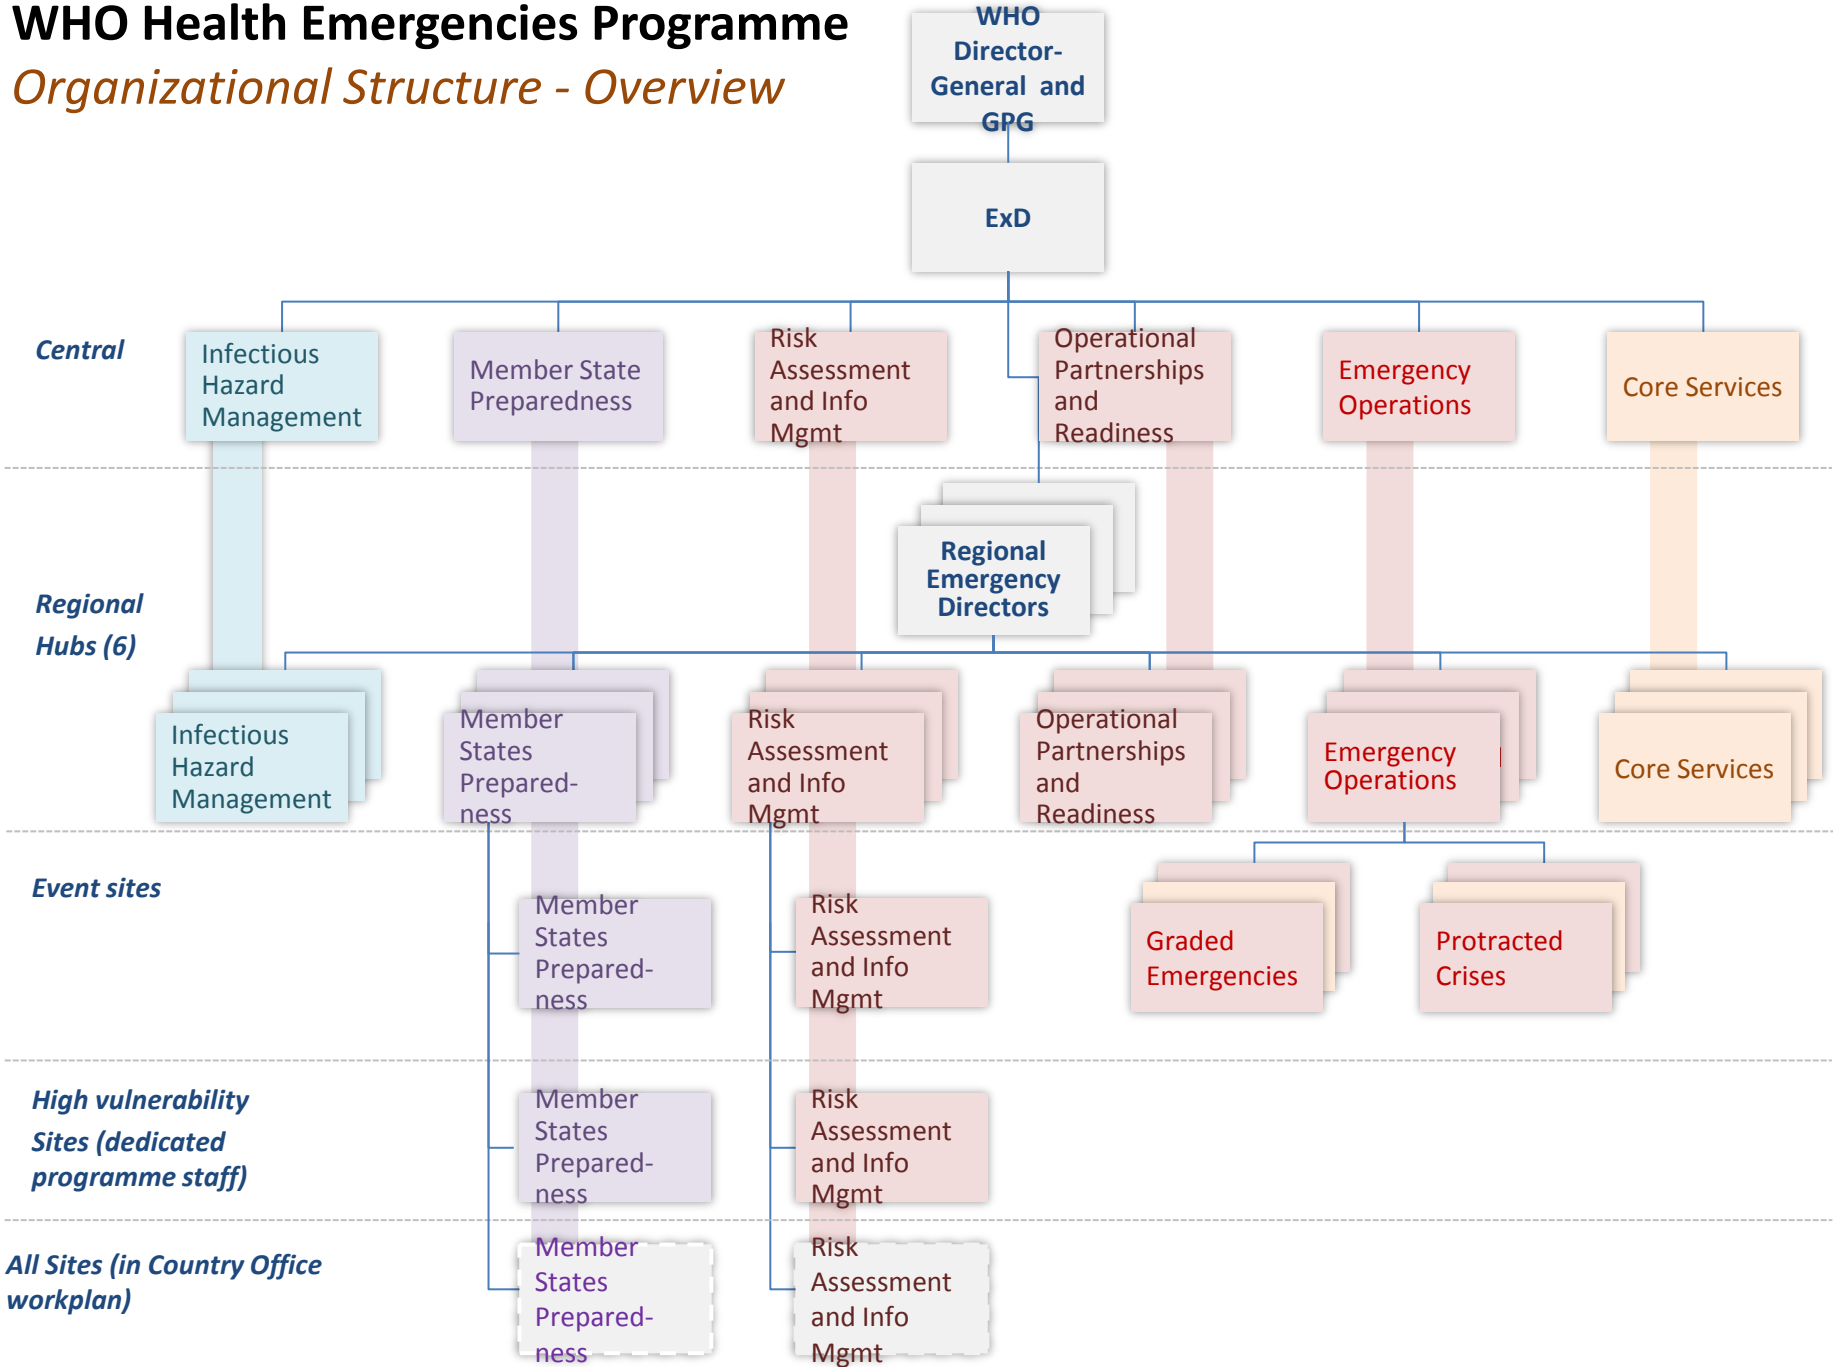 WHO Health Emergencies Programme
Organizational Structure - Overview
WHO
Director-
General and
GPG
ExD
Central
Infectious
Hazard
Management
Member State
Preparedness
Risk
Assessment
and Info
Mgmt
Operational
Partnerships
and
Readiness
Emergency
Operations
Core Services
Regional
Hubs (6)
Regional
Emergency
Directors
Infectious
Hazard
Management
Member
States
Prepared-
ness
Risk
Assessment
and Info
Mgmt
Operational
Partnerships
and
Readiness
Emergency
Operations
Core Services
Event sites
Member
States
Prepared-
ness
Risk
Assessment
and Info
Mgmt
Graded
Emergencies
Protracted
Crises
High vulnerability
Sites (dedicated
programme staff)
Member
States
Prepared-
ness
Risk
Assessment
and Info
Mgmt
All Sites (in Country Office
workplan)
Member
States
Prepared-
ness
Risk
Assessment
and Info
Mgmt